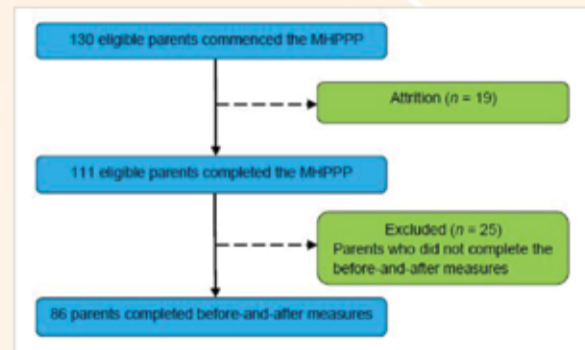 130 eligible parents commenced the MHPPP
Attrition (n = 19)
111 eligible parents completed the MHPPP
Excluded (n = 25)
Parents who did not complete the
before-and-after measures
86 parents completed before-and-after measures